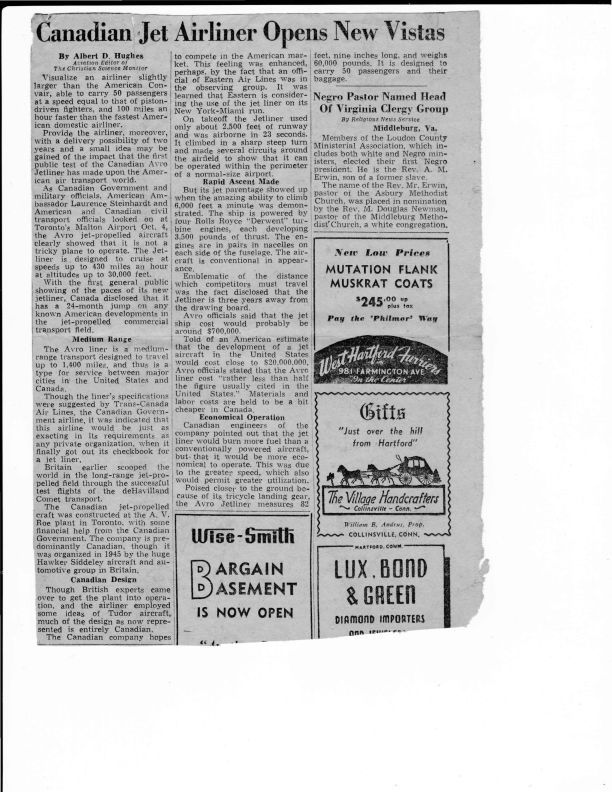 Canadian Jet Airliner Opens New Vistas
By Albert D. Hughes
Aviation Editor of
The Christian Science Monitor
Visualize an airliner slightly
larger than the American Con-
vair, able to carry 50 passengers
at a speed equal to that of piston-
driven fighters, and 100 miles an
hour faster than the fastest Amer-
ican domestic airliner.
Provide the airliner, moreover,
with a delivery possibility of two
years and a small idea may be
gained of the impact that the first
public test of the Canadian Avro
Jetliner has made upon the Amer-
ican air transport world.
As Canadian Government and
military officials, American Am-
bassador Laurence Steinhardt and
American and Canadian civil
transport officials looked on at
Toronto's Malton Airport Oct. 4,
the Avro jet-propelled aircraft
clearly showed that it is not a
tricky plane to operate. The Jet-
liner is designed to cruise at
speeds up to 430 miles an hour
at altitudes up to 30,000 feet.
With the first general public
showing of the paces of its new
jetliner, Canada disclosed that it
has a 24-month jump on any
known American developments in
the jet-propelled commercial
transport field.
Medium Range
The Avro liner is a medium-
range transport designed to travel
up to 1,400 miles, and thus is a
type for service between major
cities in the United States and
Canada.
Though the liner's specifications
were suggested by Trans-Canada
Air Lines, the Canadian Govern-
ment airline, it was indicated that
this airline would be just as
exacting in its requirements as
any private organization, when it
finally got out its checkbook for
a jet liner.
Britain earlier scooped the
world in the long-range jet-pro-
pelled field through the successful
test flights of the deHavilland
Comet transport.
The Canadian jet-propelled
craft was constructed at the A. V.
Roe plant in Toronto, with some
financial help from the Canadian
Government. The company is pre-
dominantly Canadian, though it
was organized in 1945 by the huge
Hawker Siddeley aircraft and au-
tomotive group in Britain.
Canadian Design
Though British experts came
over to get the plant into opera-
tion, and the airliner employed
some ideas of Tudor aircraft,
much of the design as now repre-
sented is entirely Canadian.
The Canadian company hopes
to compete in the American mar-
ket. This feeling was enhanced,
perhaps, by the fact that an offi-
cial of Eastern Air Lines was in
the observing group. It was
learned that Eastern is consider-
ing the use of the jet liner on its
New York-Miami run.
On takeoff the Jetliner used
only about 2,500 feet of runway
and was airborne in 23 seconds.
It climbed in a sharp steep turn
and made several circuits around
the airfield to show that it can
be operated within the perimeter
of a normal-size airport.
Rapid Ascent Made
But its jet parentage showed up
when the amazing ability to climb
6,000 feet a minute was demon-
strated. The ship is powered by
four Rolls Royce "Derwent" tur-
bine engines, each developing
3,500 pounds of thrust. The en-
gines are in pairs in nacelles on
each side of the fuselage. The air-
craft is conventional in appear-
ance.
Emblematic of the distance
which competitors must travel
was the fact disclosed that the
Jetliner is three years away from
the drawing board.
Avro officials said that the jet
ship cost would probably be
around $700,000.
Told of an American estimate
that the development of a jet
aircraft in the United States
would cost close to $20,000,000,
Avro officials stated that the Avro
liner cost "rather less than half
the figure usually cited in the
United States." Materials and
labor costs are held to be a bit
cheaper in Canada.
Economical Operation
Canadian engineers of the
company pointed out that the jet
liner would burn more fuel than a
conventionally powered aircraft,
but that it would be more eco-
nomical to operate. This was due
to the greater speed, which also
would permit greater utilization.
Poised closer to the ground be-
cause of its tricycle landing gear,
the Avro Jetliner measures 82
feet, nine inches long, and weighs
60,000 pounds. It is designed to
carry 50 passengers and their
baggage.
Negro Pastor Named Head
Of Virginia Clergy Group
By Religious News Service
Middleburg, Va.
Members of the Loudon County
Ministerial Association, which in-
cludes both white and Negro min-
isters, elected their first Negro
president. He is the Rev. A. M.
Erwin, son of a former slave.
The name of the Rev. Mr. Erwin,
pastor of the Asbury Methodist
Church, was placed in nomination
by the Rev. M. Douglas Newman,
pastor of the Middleburg Metho-
dist Church, a white congregation.
New Low Prices
MUTATION FLANK
MUSKRAT COATS
$245.00 up
plus tax
Pay the 'Philmor' Way
West Hartford Furriers
981 FARMINGTON AVE
"In the Center"
Gifts
"Just over the hill
from Hartford"
The Village Handcrafters
Collinsville - Conn.
William B. Andrus, Prop.
COLLINSVILLE, CONN.
Wise-Smith
BARGAIN
BASEMENT
IS NOW OPEN
HARTFORD, CONN.
LUX, BOND
& GREEN
DIAMOND IMPORTERS
AND JEWELERS